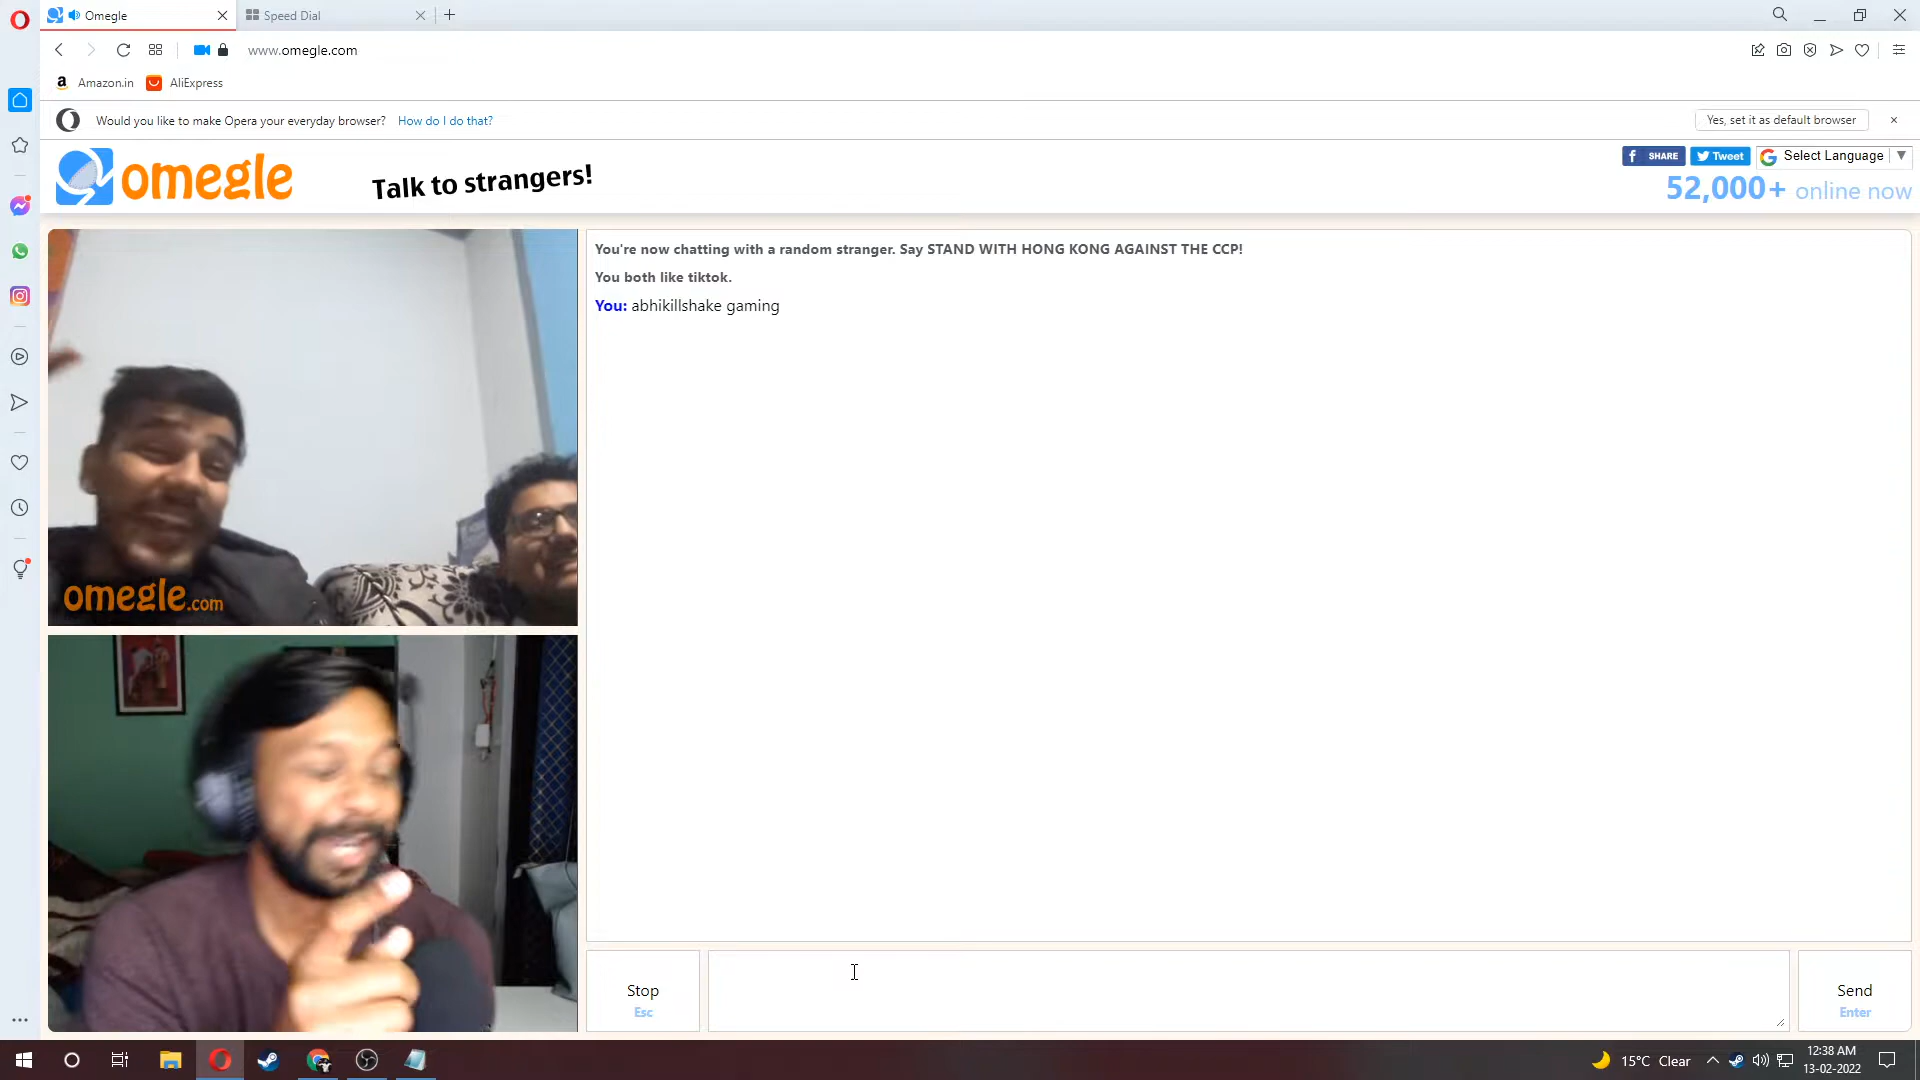 Omegle
Speed Dial
www.omegle.com
Amazon.in
AliExpress
Would you like to make Opera your everyday browser? How do I do that?
Yes, set it as default browser
omegle
Talk to strangers!
SHARE
Tweet
Select Language
52,000+ online now
You're now chatting with a random stranger. Say STAND WITH HONG KONG AGAINST THE CCP!
You both like tiktok.
You: abhikillshake gaming
omegle.com
Stop
Esc
Send
Enter
15°C Clear
12:38 AM
13-02-2022